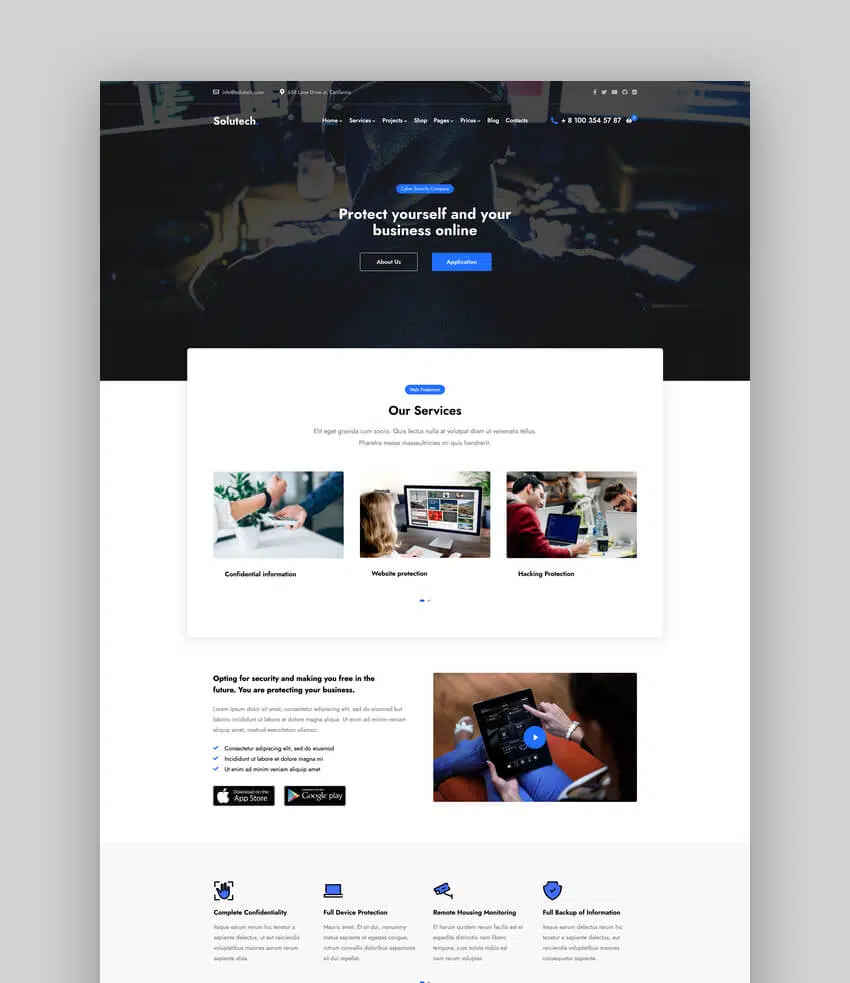 info@solutech.com
658 Lane Drive st. California
Solutech.
Home
Services
Projects
Shop
Pages
Prices
Blog
Contacts
+ 8 100 354 57 87
Cyber Security Company
Protect yourself and your
business online
About Us
Application
Web Protection
Our Services
Elit eget gravida cum sociis. Quis lectus nulla at volutpat diam ut venenatis tellus.
Pharetra massa massaultricies mi quis hendrerit.
Confidential information
Website protection
Hacking Protection
Opting for security and making you free in the
future. You are protecting your business.
Lorem ipsum dolor sit amet, consectetur adipiscing elit, sed do eiusmod but
laboris incididunt ut labore et dolore magna aliqua. Ut enim ad minim veniam
aliquip amet, nostrud exercitation ullamco.
Consectetur adipiscing elit, sed do eiusmod
Incididunt ut labore et dolore magna mi
Ut enim ad minim veniam aliquip amet
Download on the
App Store
Google play
Complete Confidentiality
Itaque earum rerum hic tenetur a
sapiente delectus, ut aut reiciendis
voluptatibus maiores earum rerum
sapiente alias.
Full Device Protection
Mauris amet. Et sit dui, nonummy
metus sapiente et egestas congue,
rutrum convallis doloribus asperiores
sit dui repellat.
Remote Housing Monitoring
Et harum quidem rerum facilis est et
expedita distinctio nam libero
tempore, cum soluta nobis est
nam rerum voluptas.
Full Backup of Information
Itaque earum delectus rerum hic
tenetur a sapiente delectus, aut
reiciendis voluptatibus maiores
consequatur sapiente.